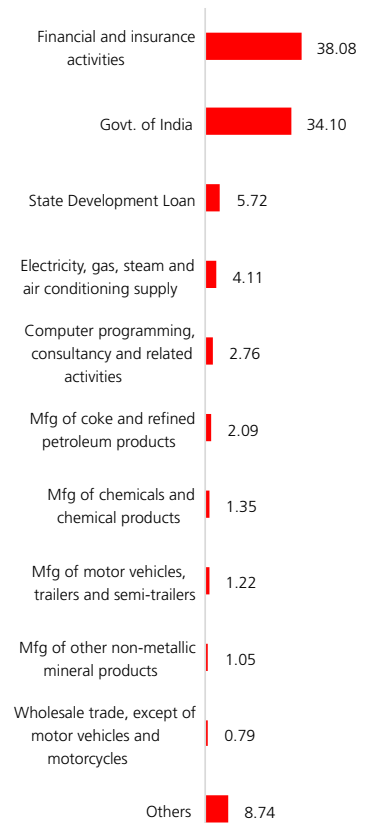 Financial and insurance
activities
38.08
Govt. of India
34.10
State Development Loan
5.72
Electricity, gas, steam and
air conditioning supply
4.11
Computer programming,
consultancy and related
activities
2.76
Mfg of coke and refined
petroleum products
2.09
Mfg of chemicals and
chemical products
1.35
Mfg of motor vehicles,
trailers and semi-trailers
1.22
Mfg of other non-metallic
mineral products
1.05
Wholesale trade, except of
motor vehicles and
motorcycles
0.79
Others
8.74